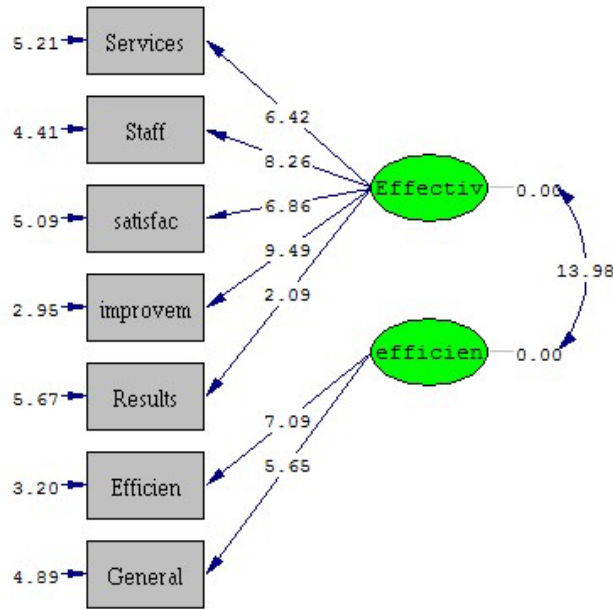 5.21
Services
6.42
4.41
Staff
8.26
Effectiv
0.00
5.09
satisfac
6.86
9.49
13.98
2.95
improvem
2.09
efficien
0.00
5.67
Results
7.09
5.65
3.20
Efficien
4.89
General